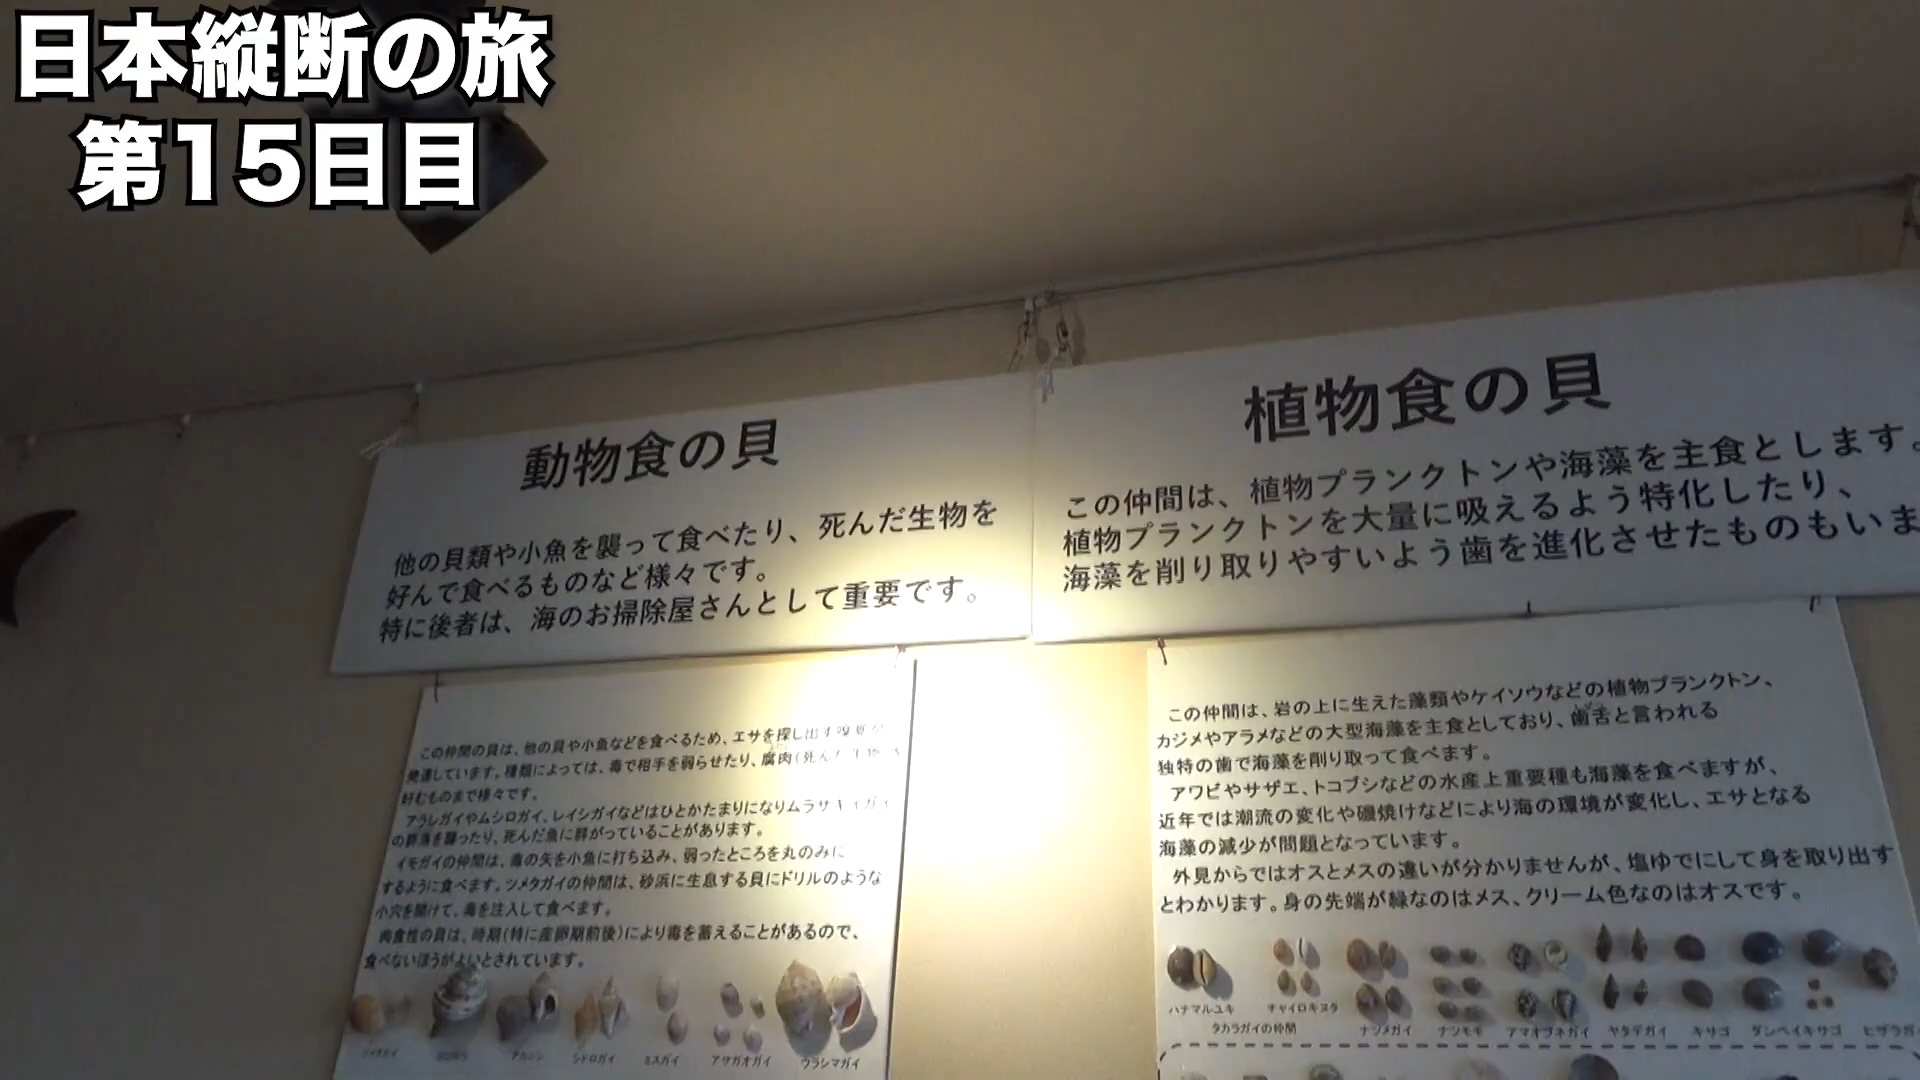 日本縦断の旅
第15日目
動物食の貝
他の貝類や小魚を襲って食べたり、死んだ生物を
好んで食べるものなど様々です。
特に後者は、海のお掃除屋さんとして重要です。
植物食の貝
この仲間は、植物プランクトンや海藻を主食とします。
植物プランクトンを大量に吸えるよう特化したり、
海藻を削り取りやすいよう歯を進化させたものもいま
この仲間の貝は、他の貝や小魚などを食べるため、エサを探し出す嗅覚が
発達しています。種類によっては、毒で相手を弱らせたり、腐肉(死んだ生物)を
好むものまで様々です。
アラレガイやムシロガイ、レイシガイなどはひとかたまりになりムラサキイガイ
の群落を襲ったり、死んだ魚に群がっていることがあります。
イモガイの仲間は、毒の矢を小魚に打ち込み、弱ったところを丸のみに
するように食べます。ツメタガイの仲間は、砂浜に生息する貝にドリルのような
小穴を開けて、毒を注入して食べます。
肉食性の貝は、時期(特に産卵期前後)により毒を蓄えることがあるので、
食べないほうがよいとされています。
アカニシ
シドロガイ
ミスガイ
アサガオガイ
ウラシマガイ
この仲間は、岩の上に生えた藻類やケイソウなどの植物プランクトン、
カジメやアラメなどの大型海藻を主食としており、歯舌と言われる
独特の歯で海藻を削り取って食べます。
アワビやサザエ、トコブシなどの水産上重要種も海藻を食べますが、
近年では潮流の変化や磯焼けなどにより海の環境が変化し、エサとなる
海藻の減少が問題となっています。
外見からではオスとメスの違いが分かりませんが、塩ゆでにして身を取り出す
とわかります。身の先端が緑なのはメス、クリーム色なのはオスです。
ハナマルユキ
チャイロキヌタ
タカラガイの仲間
ナツメガイ
ナツモモ
アマオブネガイ
ヤタテガイ
キサゴ
ダンベイキサゴ
ヒザラガイ